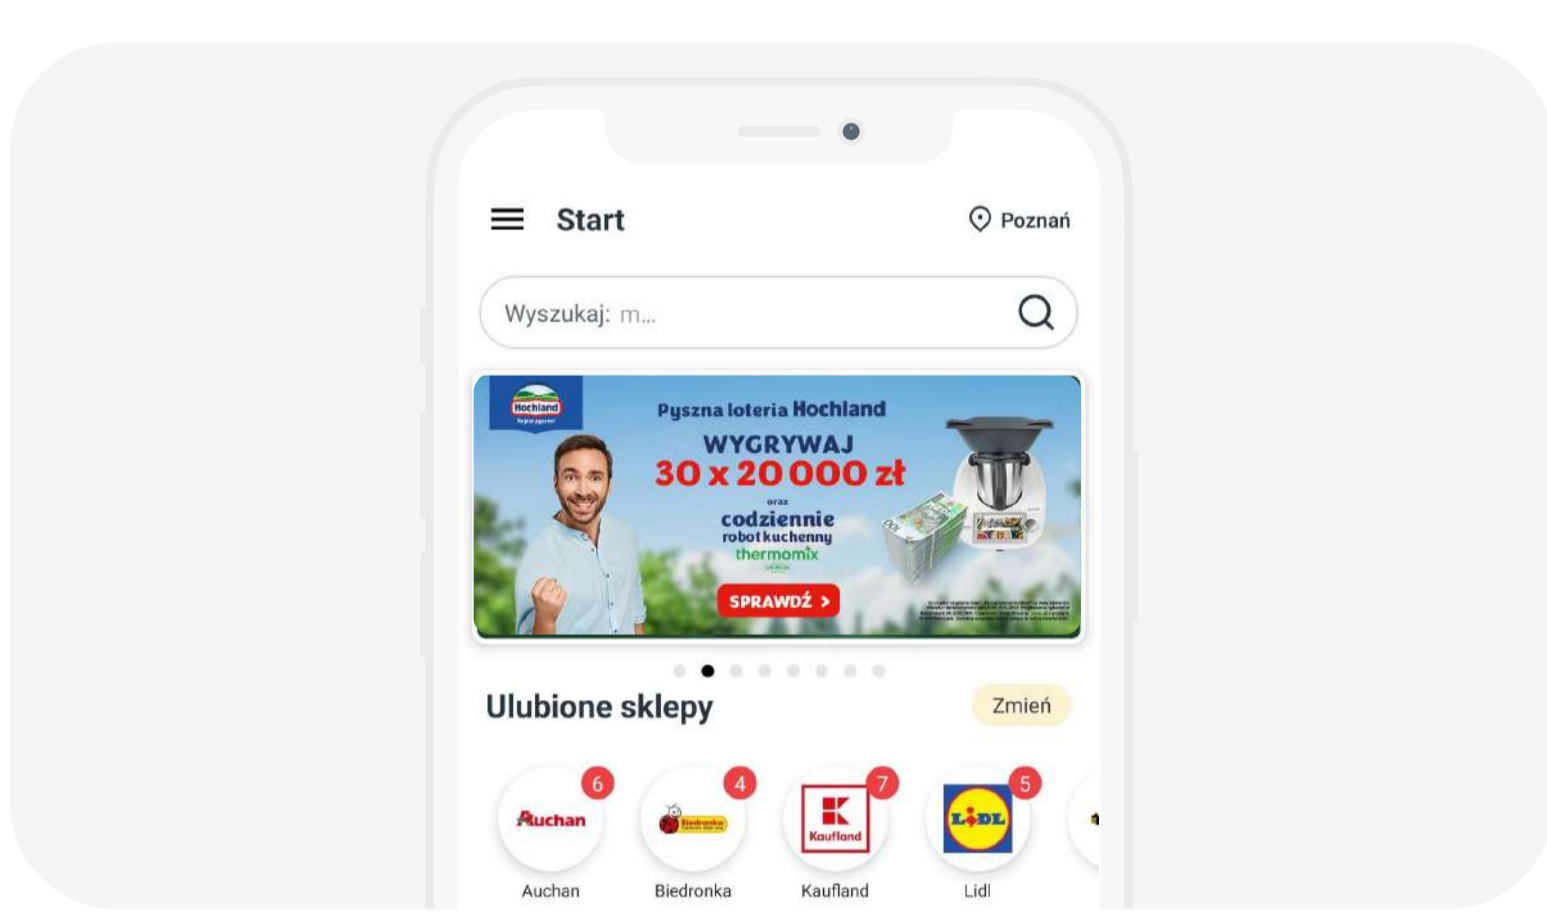 Start
Poznań
Wyszukaj: m...
Hochland
Pyszna loteria Hochland
WYGRYWAJ
30 x 20 000 zł
oraz
codziennie
robot kuchenny
thermomix
SPRAWDŹ >
Ulubione sklepy
Zmień
6
4
7
5
Auchan
Biedronka
Kaufland
LIDL
Auchan
Biedronka
Kaufland
Lidl